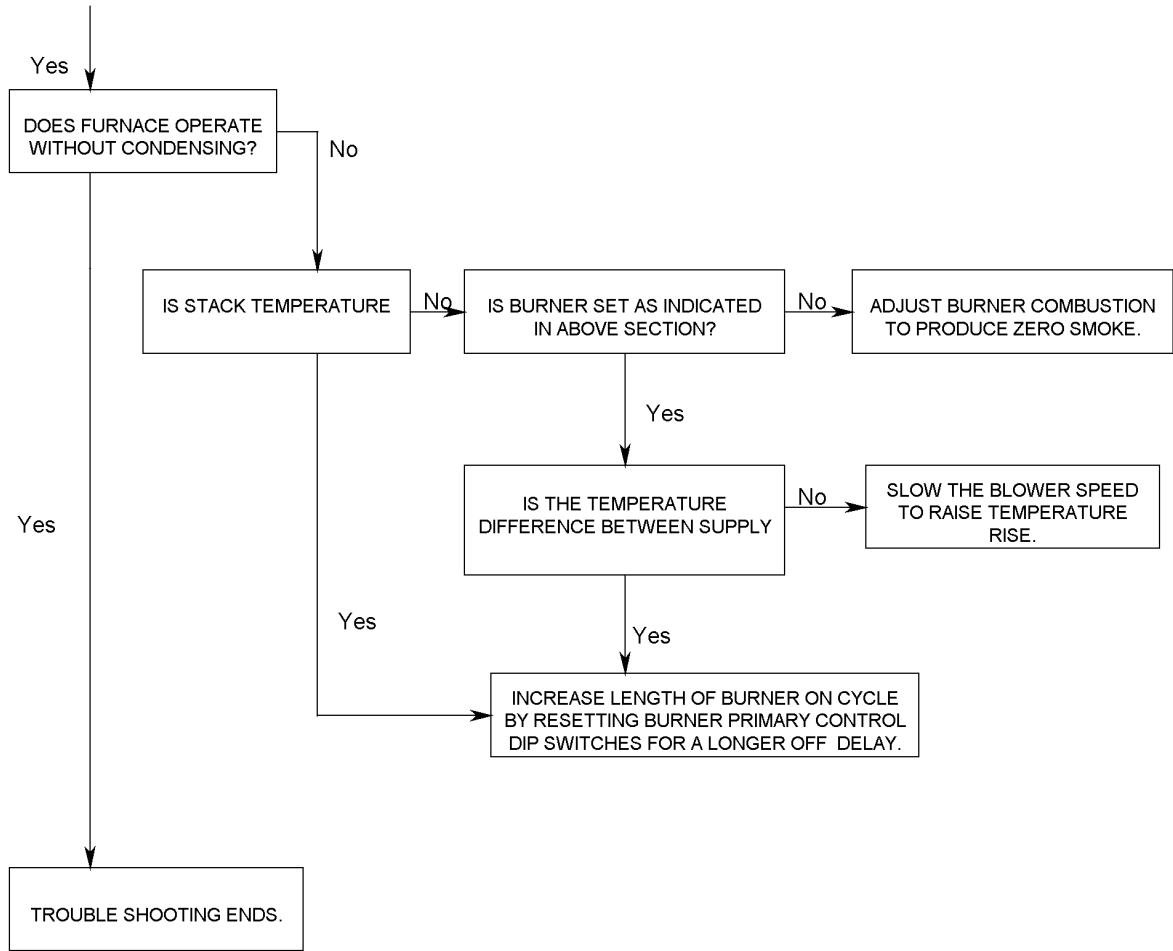 Yes
DOES FURNACE OPERATE
WITHOUT CONDENSING?
No
IS STACK TEMPERATURE
No
IS BURNER SET AS INDICATED
IN ABOVE SECTION?
No
ADJUST BURNER COMBUSTION
TO PRODUCE ZERO SMOKE.
Yes
IS THE TEMPERATURE
DIFFERENCE BETWEEN SUPPLY
No
SLOW THE BLOWER SPEED
TO RAISE TEMPERATURE
RISE.
Yes
Yes
Yes
INCREASE LENGTH OF BURNER ON CYCLE
BY RESETTING BURNER PRIMARY CONTROL
DIP SWITCHES FOR A LONGER OFF DELAY.
TROUBLE SHOOTING ENDS.